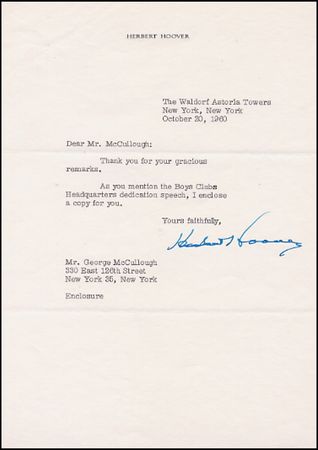 HERBERT HOOVER
The Waldorf Astoria Towers
New York, New York
October 20, 1960
Dear Mr. McCullough:
Thank you for your gracious
remarks.
As you mention the Boys Clubs
Headquarters dedication speech, I enclose
a copy for you.
Yours faithfully,
Herbert Hoover
Mr. George McCullough
330 East 126th Street
New York 35, New York
Enclosure